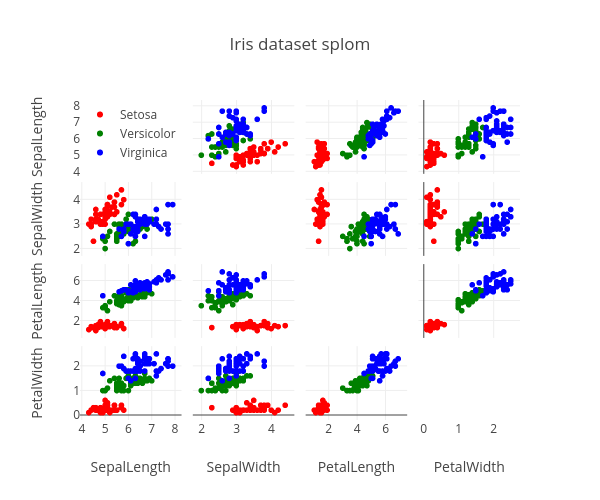 Iris dataset splom
SepalLength
8
7
6
5
4
Setosa
Versicolor
Virginica
SepalWidth
4
3
2
PetalLength
6
4
2
PetalWidth
2
1
0
4 5 6 7 8 2 3 4 2 4 6 0 1 2
SepalLength SepalWidth PetalLength PetalWidth